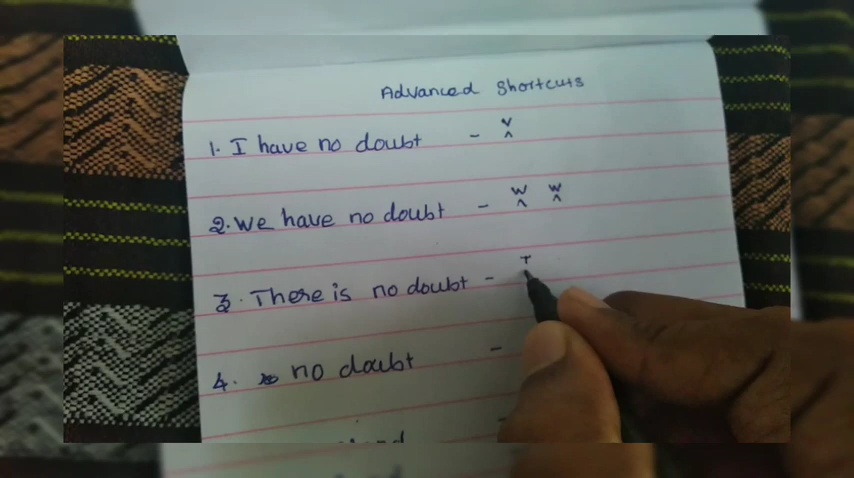 Advanced Shortcuts
1. I have no doubt - v ^
2. We have no doubt - w ^ w ^
3. There is no doubt - T
4. no doubt -